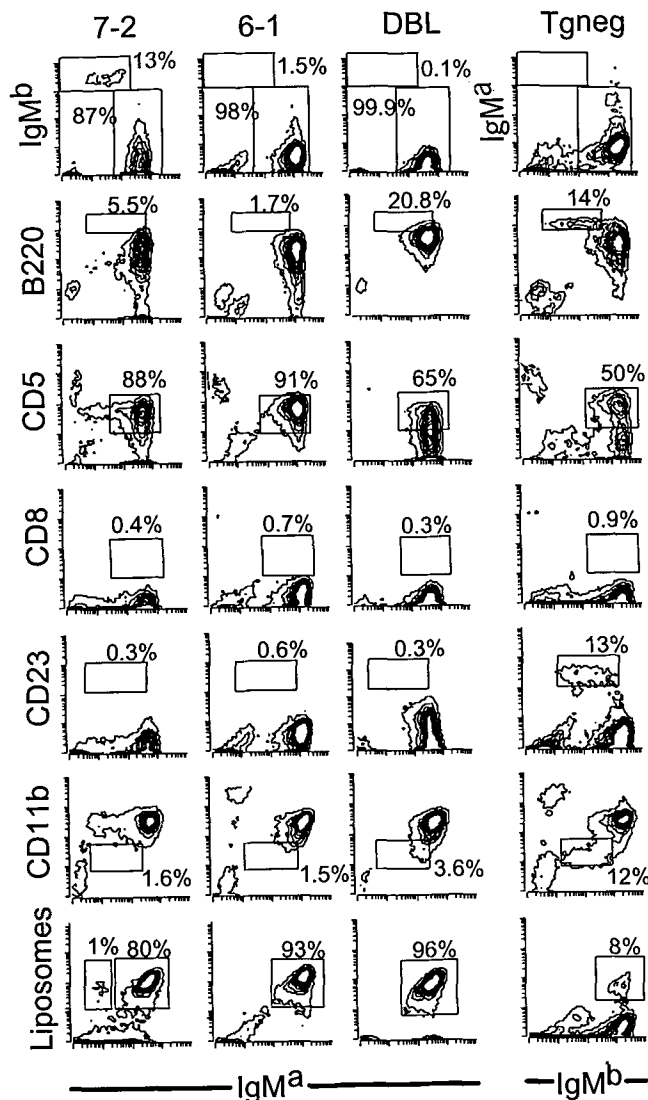 7-2 6-1 DBL Tgneg
IgMb 13% 1.5% 0.1% IgMa
87% 98% 99.9%
B220 5.5% 1.7% 20.8% 14%
CD5 88% 91% 65% 50%
CD8 0.4% 0.7% 0.3% 0.9%
CD23 0.3% 0.6% 0.3% 13%
CD11b 1.6% 1.5% 3.6% 12%
Liposomes 1% 80% 93% 96% 8%
IgMa IgMb